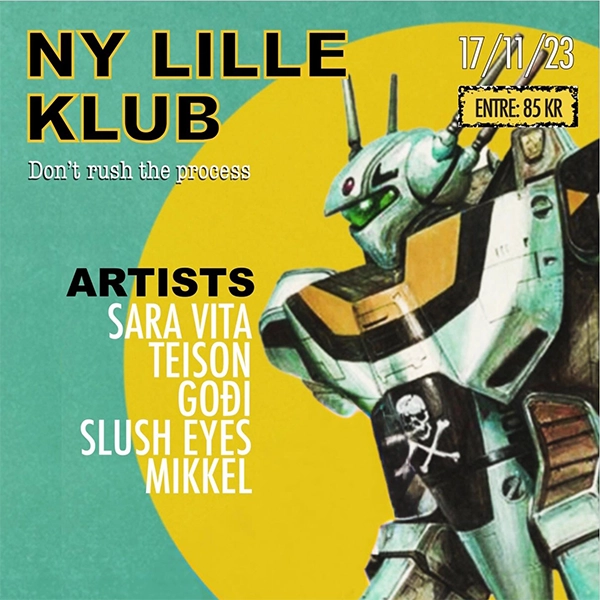 NY LILLE
KLUB
Don't rush the process
17/11/23
ENTRE: 85 KR
ARTISTS
SARA VITA
TEISON
GOÐI
SLUSH EYES
MIKKEL